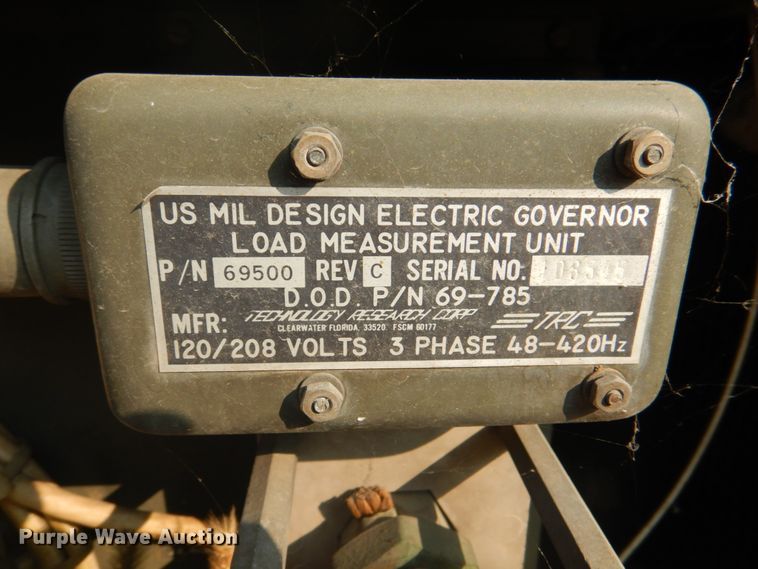 US MIL DESIGN ELECTRIC GOVERNOR
LOAD MEASUREMENT UNIT
P/N 69500 REV C SERIAL NO.
D.O.D. P/N 69-785
MFR: TECHNOLOGY RESEARCH CORP TRC
CLEARWATER FLORIDA, 33520 FSCM 60177
120/208 VOLTS 3 PHASE 48-420Hz
Purple Wave Auction